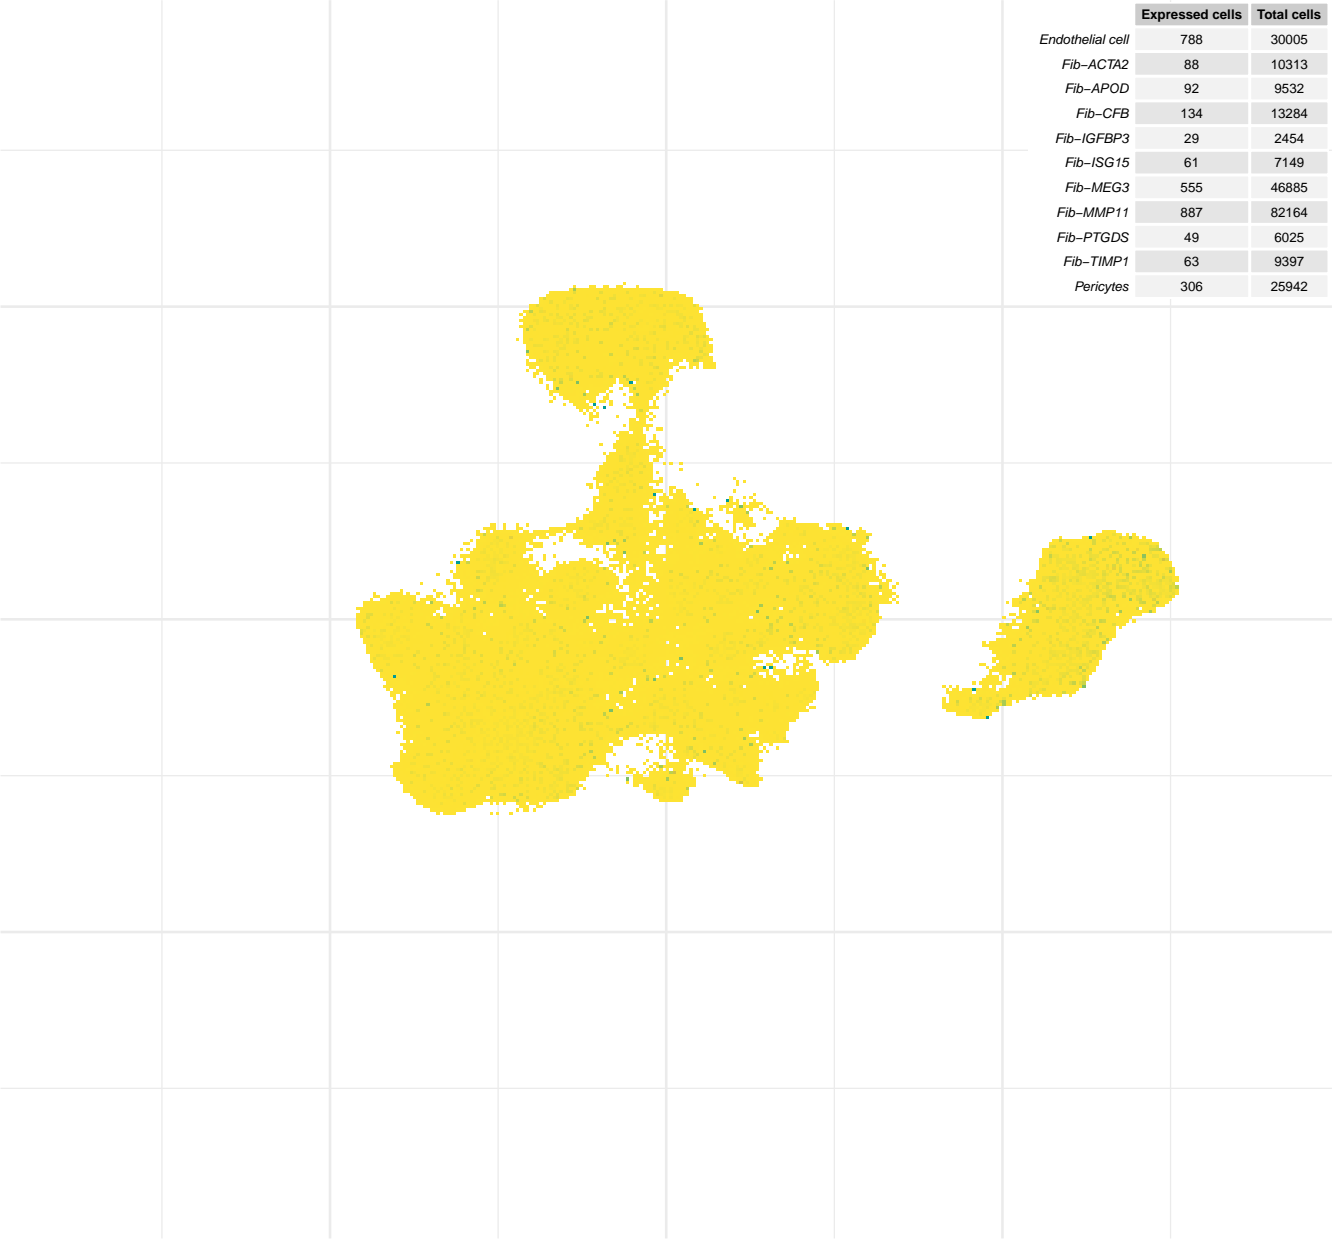 Expressed cells Total cells
Endothelial cell 788 30005
Fib−ACTA2 88 10313
Fib−APOD 92 9532
Fib−CFB 134 13284
Fib−IGFBP3 29 2454
Fib−ISG15 61 7149
Fib−MEG3 555 46885
Fib−MMP11 887 82164
Fib−PTGDS 49 6025
Fib−TIMP1 63 9397
Pericytes 306 25942